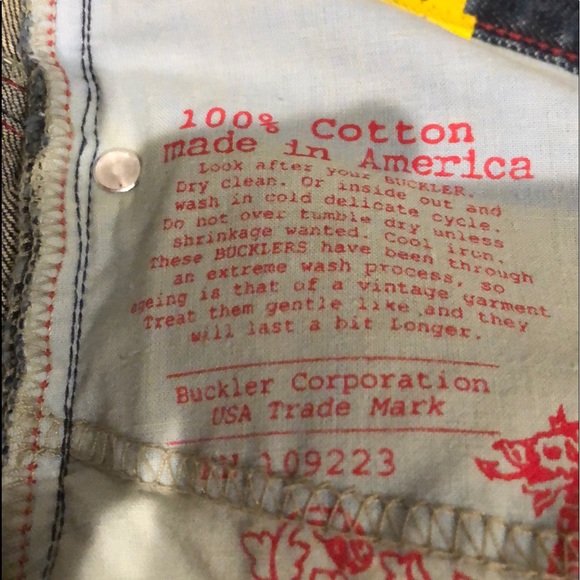 100% Cotton
made in America
Look after your BUCKLER.
Dry clean. Or inside out and
wash in cold delicate cycle.
Do not over tumble dry unless
shrinkage wanted. Cool iron.
These BUCKLERS have been through
an extreme wash process, so
ageing is that of a vintage garment
Treat them gentle like and they
will last a bit Longer.
Buckler Corporation
USA Trade Mark
109223